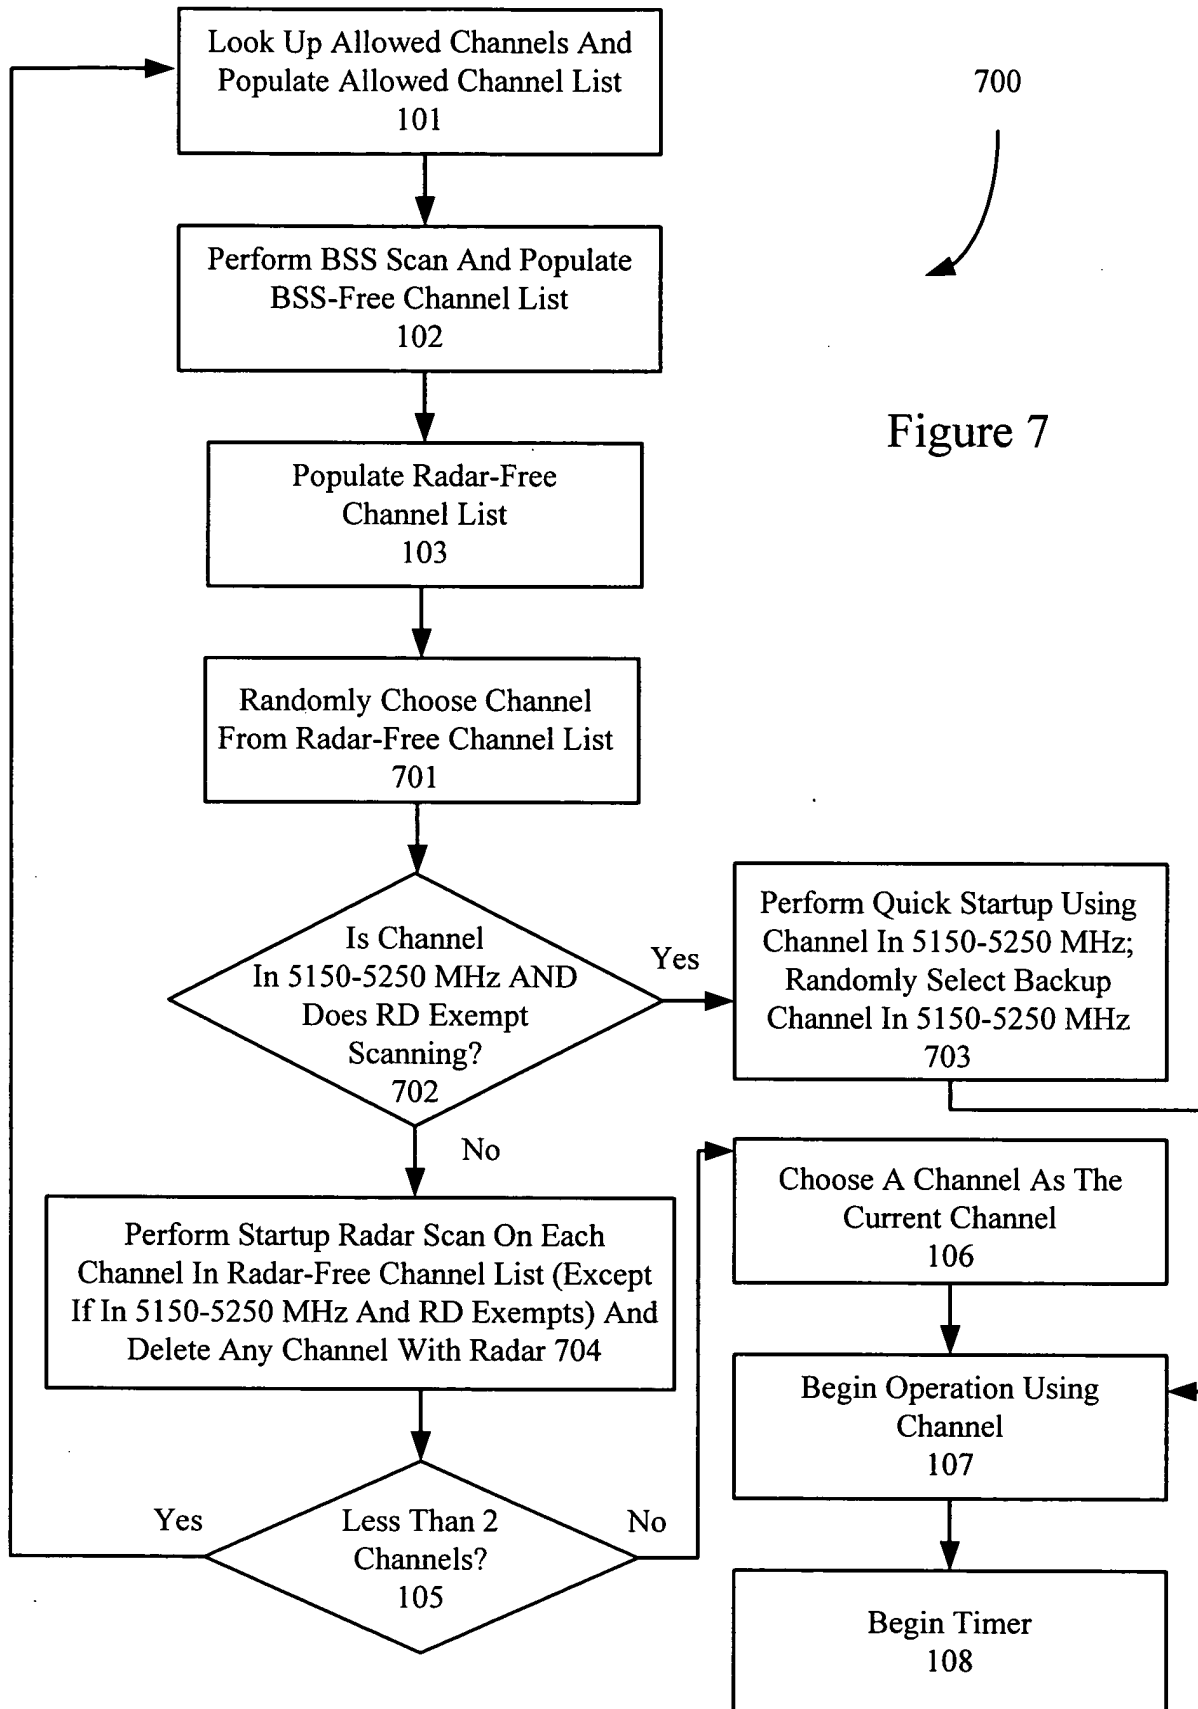 Look Up Allowed Channels And
Populate Allowed Channel List
101
700
Perform BSS Scan And Populate
BSS-Free Channel List
102
Figure 7
Populate Radar-Free
Channel List
103
Randomly Choose Channel
From Radar-Free Channel List
701
Is Channel
In 5150-5250 MHz AND
Does RD Exempt
Scanning?
702
Yes
Perform Quick Startup Using
Channel In 5150-5250 MHz;
Randomly Select Backup
Channel In 5150-5250 MHz
703
No
Perform Startup Radar Scan On Each
Channel In Radar-Free Channel List (Except
If In 5150-5250 MHz And RD Exempts) And
Delete Any Channel With Radar 704
Less Than 2
Channels?
105
Yes
No
Choose A Channel As The
Current Channel
106
Begin Operation Using
Channel
107
Begin Timer
108